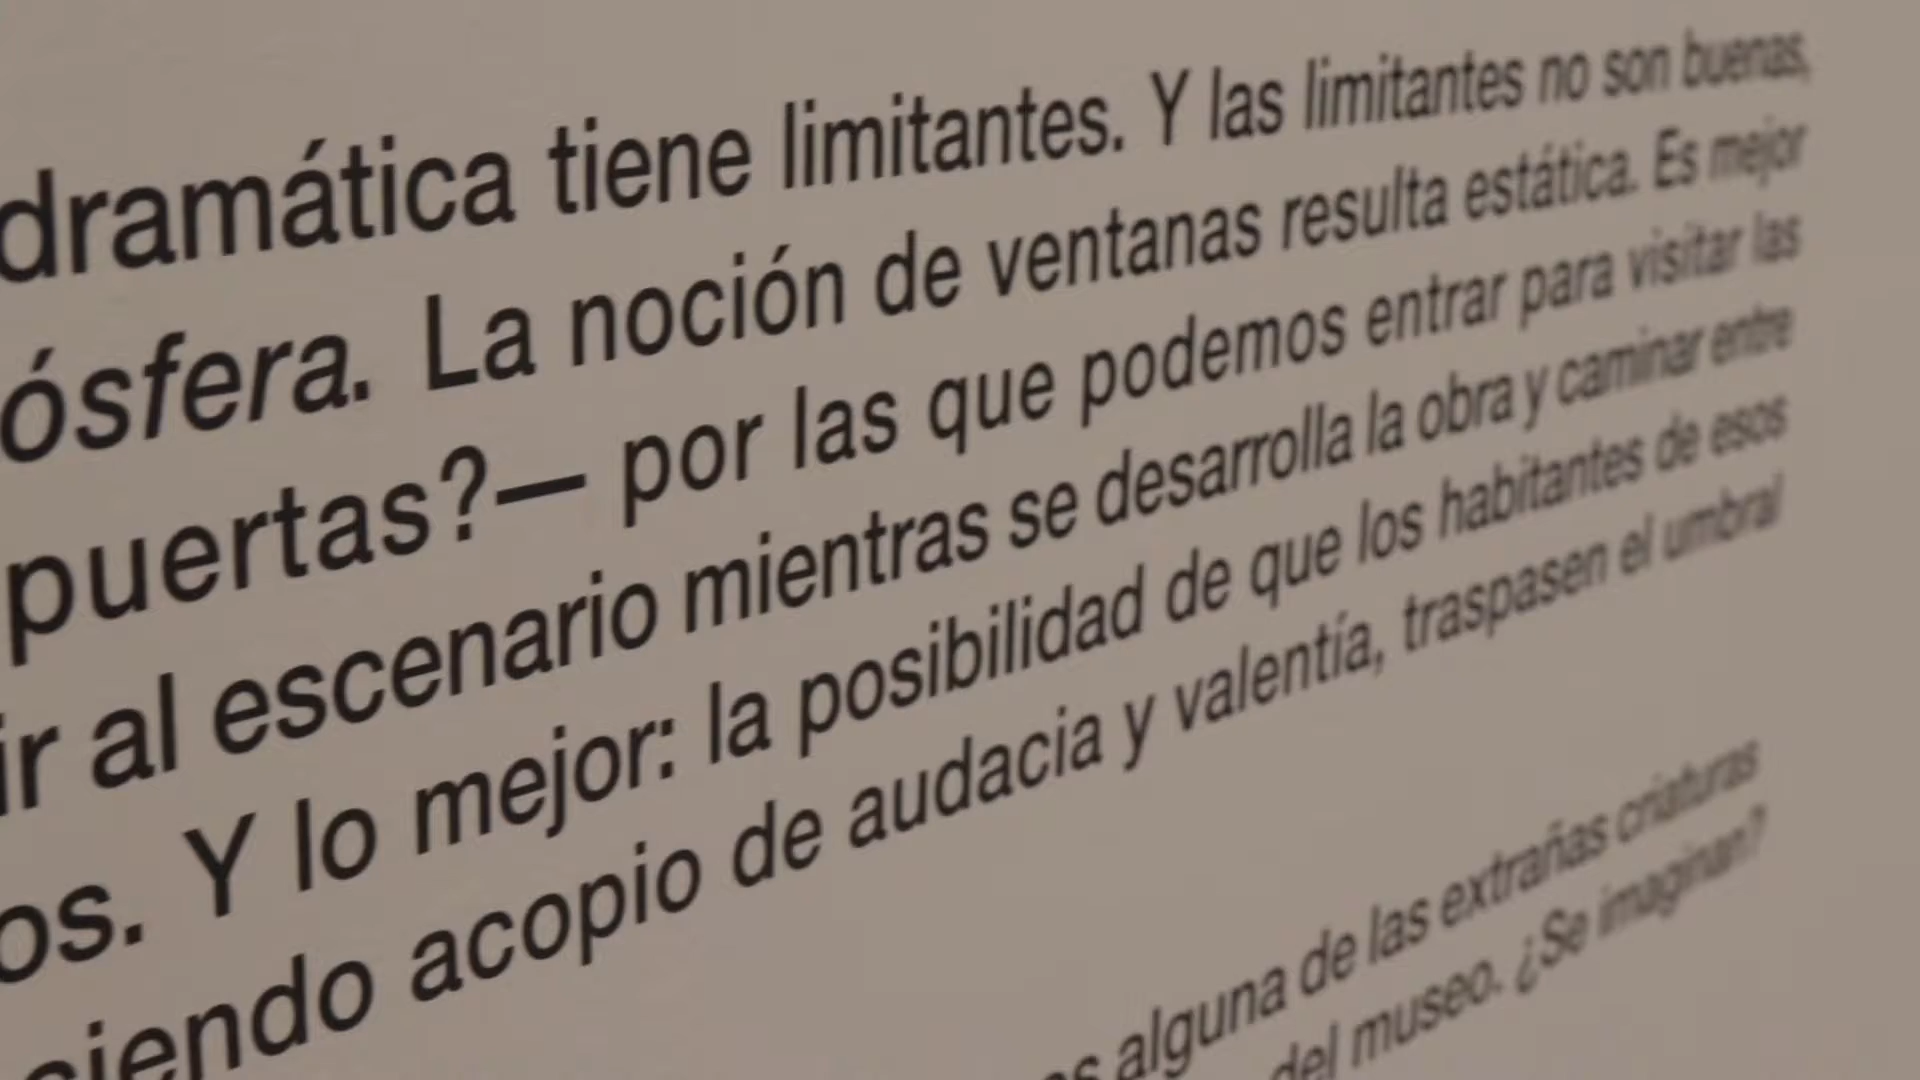 dramática tiene limitantes. Y las limitantes no son buenas,
ósfera. La noción de ventanas resulta estática. Es mejor
puertas?— por las que podemos entrar para visitar las
ir al escenario mientras se desarrolla la obra y caminar entre
os. Y lo mejor: la posibilidad de que los habitantes de esos
ciendo acopio de audacia y valentía, traspasen el umbral
os alguna de las extrañas criaturas
del museo. ¿Se imaginan?